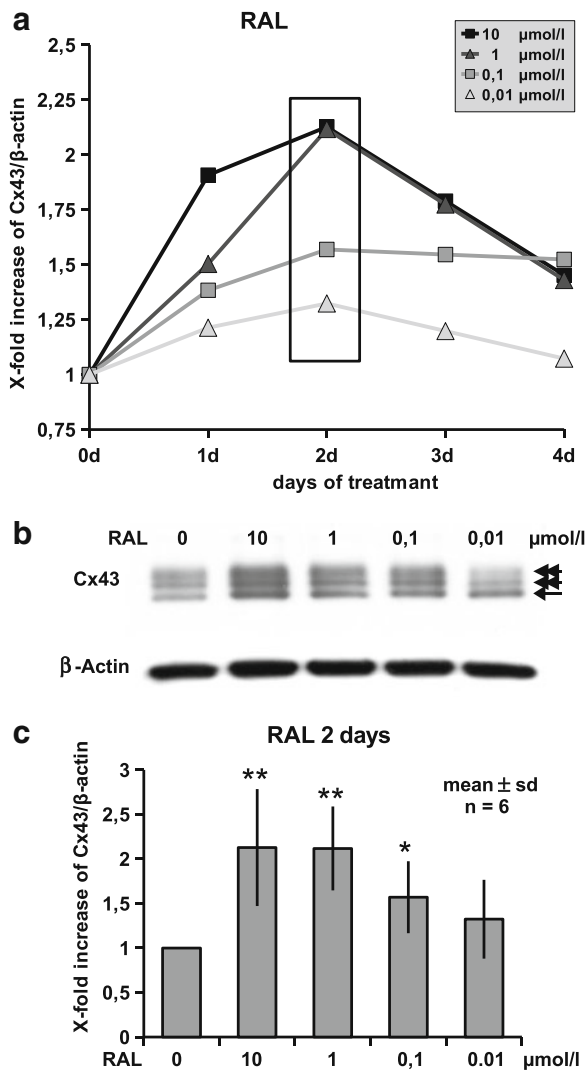 a
RAL
X-fold increase of Cx43/β-actin
2,5
2,25
2
1,75
1,5
1,25
1
0,75
10 µmol/l
1 µmol/l
0,1 µmol/l
0,01 µmol/l
0d 1d 2d 3d 4d
days of treatmant
b
RAL 0 10 1 0,1 0,01 µmol/l
Cx43
β-Actin
c
RAL 2 days
X-fold increase of Cx43/β-actin
3
2,5
2
1,5
1
0,5
0
** ** *
mean ± sd
n = 6
RAL 0 10 1 0,1 0.01 µmol/l